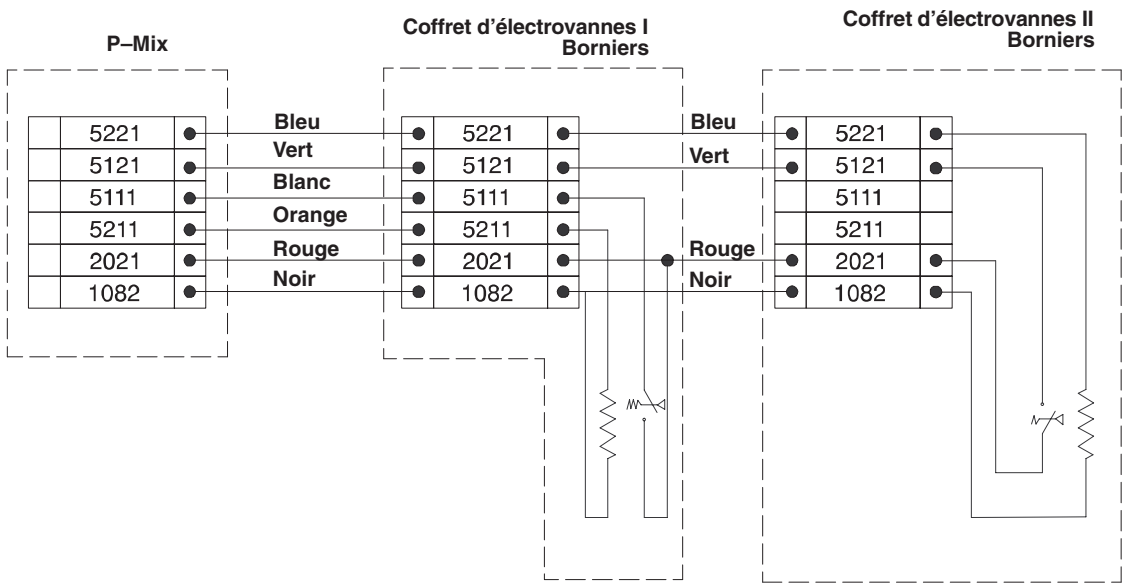 P–Mix
Coffret d'électrovannes I
Borniers
Coffret d'électrovannes II
Borniers
5221
5121
5111
5211
2021
1082
Bleu
Vert
Blanc
Orange
Rouge
Noir
5221
5121
5111
5211
2021
1082
Bleu
Vert
Rouge
Noir
5221
5121
5111
5211
2021
1082